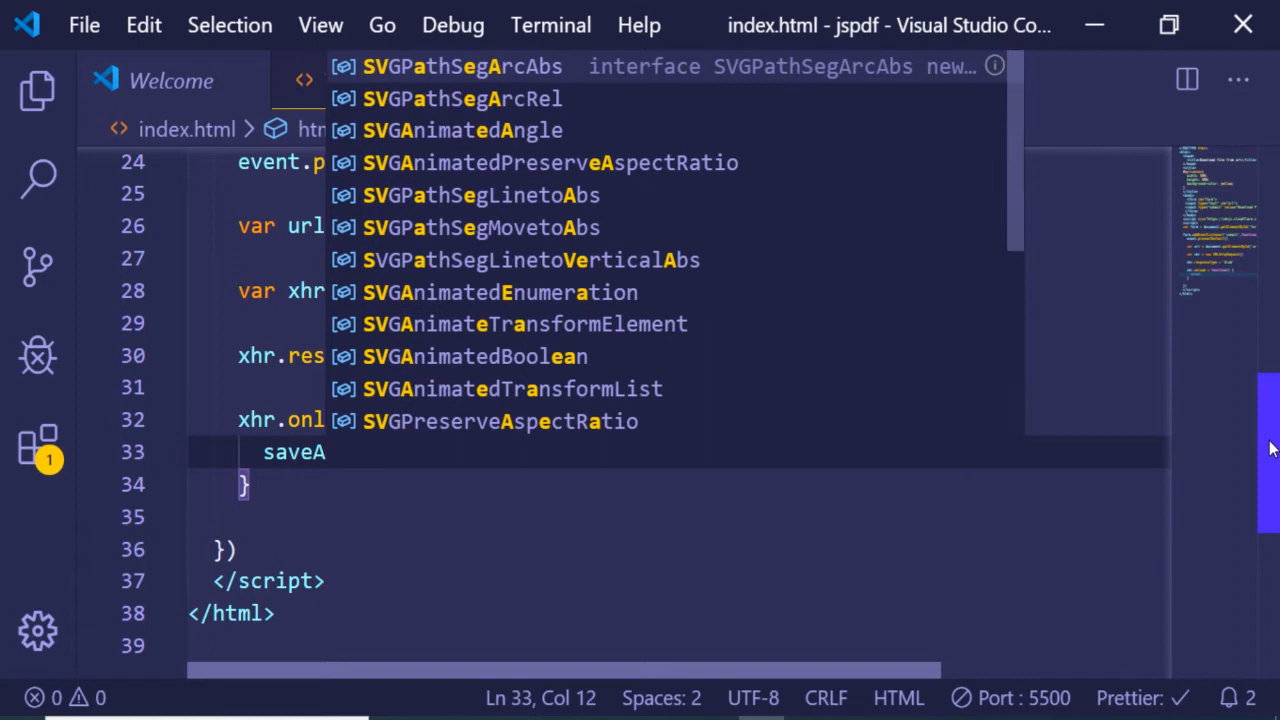 File Edit Selection View Go Debug Terminal Help index.html - jspdf - Visual Studio Co...
Welcome <>
<> index.html > htm
SVGPathSegArcAbs interface SVGPathSegArcAbs new...
SVGPathSegArcRel
SVGAnimatedAngle
SVGAnimatedPreserveAspectRatio
SVGPathSegLinetoAbs
SVGPathSegMovetoAbs
SVGPathSegLinetoVerticalAbs
SVGAnimatedEnumeration
SVGAnimateTransformElement
SVGAnimatedBoolean
SVGAnimatedTransformList
SVGPreserveAspectRatio
24 event.p
25
26 var url
27
28 var xhr
29
30 xhr.res
31
32 xhr.onl
33 saveA
34 }
35
36 })
37 </script>
38 </html>
39
1
0 0 Ln 33, Col 12 Spaces: 2 UTF-8 CRLF HTML Port : 5500 Prettier: ✓ 2